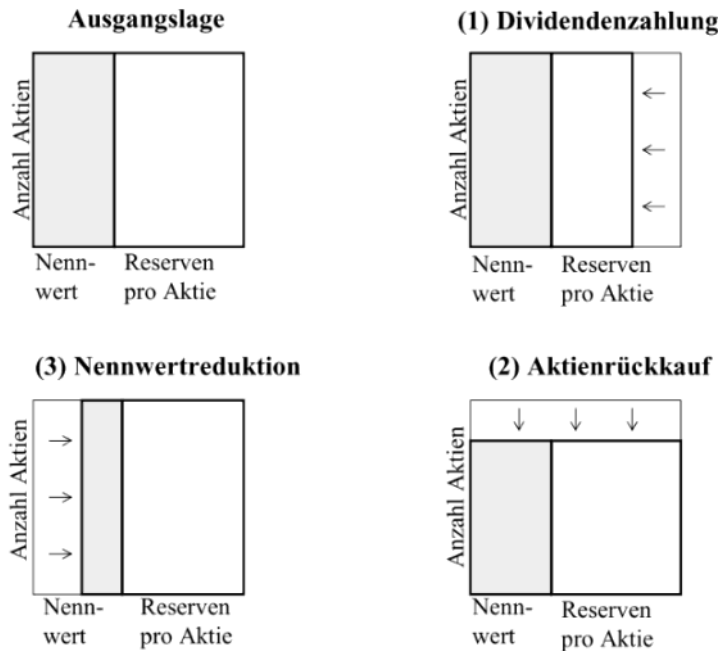 Ausgangslage
Anzahl Aktien
Nenn-
wert
Reserven
pro Aktie
(1) Dividendenzahlung
Anzahl Aktien
Nenn-
wert
Reserven
pro Aktie
(3) Nennwertreduktion
Anzahl Aktien
Nenn-
wert
Reserven
pro Aktie
(2) Aktienrückkauf
Anzahl Aktien
Nenn-
wert
Reserven
pro Aktie